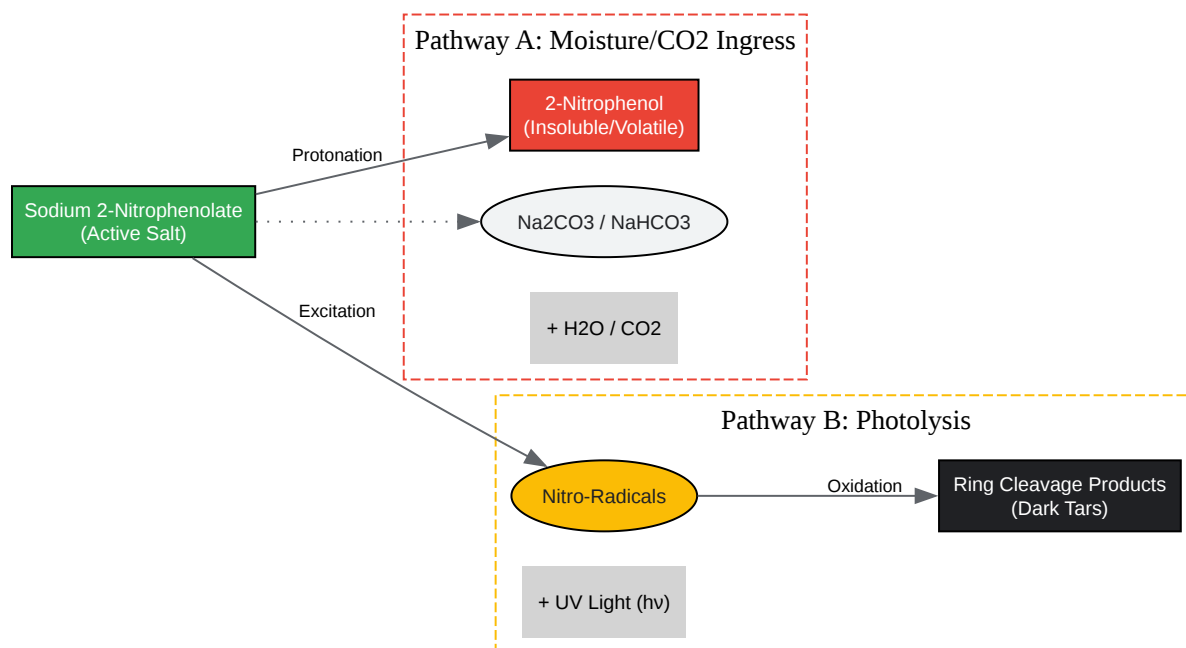 Pathway A: Moisture/CO2 Ingress
2-Nitrophenol
(Insoluble/Volatile)
Protonation
Sodium 2-Nitrophenolate
(Active Salt)
Na2CO3 / NaHCO3
Excitation
+ H2O / CO2
Pathway B: Photolysis
Nitro-Radicals
Oxidation
Ring Cleavage Products
(Dark Tars)
+ UV Light (hν)